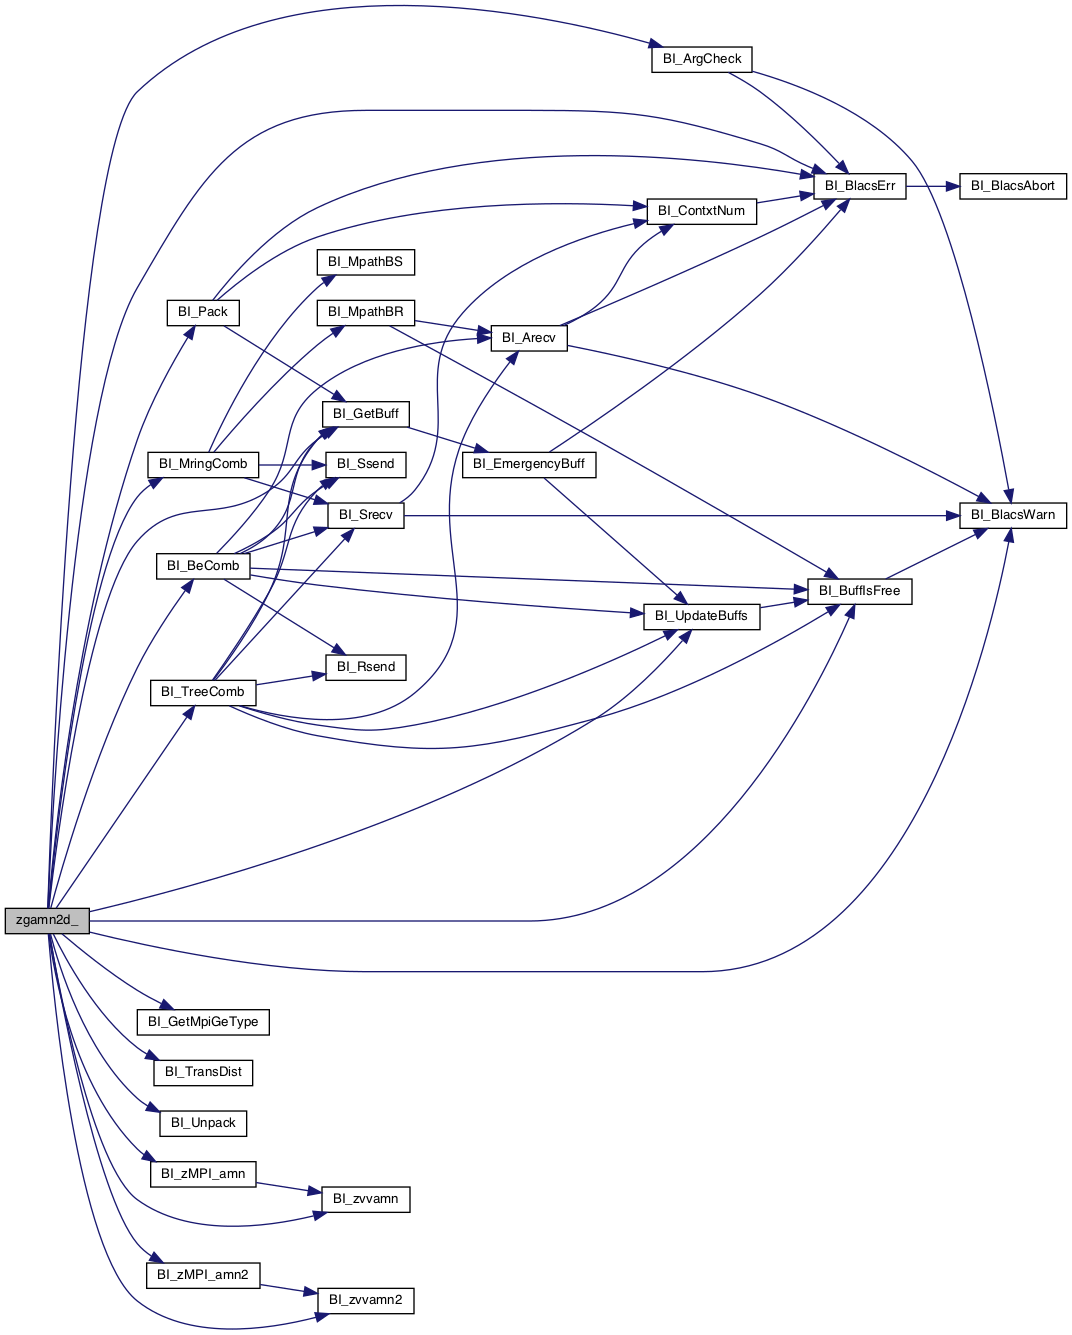 BI_ArgCheck
BI_BlacsErr
BI_BlacsAbort
BI_ContxtNum
BI_MpathBS
BI_Pack
BI_MpathBR
BI_Arecv
BI_GetBuff
BI_MringComb
BI_Ssend
BI_EmergencyBuff
BI_Srecv
BI_BlacsWarn
BI_BeComb
BI_BuffIsFree
BI_UpdateBuffs
BI_Rsend
BI_TreeComb
zgamn2d_
BI_GetMpiGeType
BI_TransDist
BI_Unpack
BI_zMPI_amn
BI_zvvamn
BI_zMPI_amn2
BI_zvvamn2